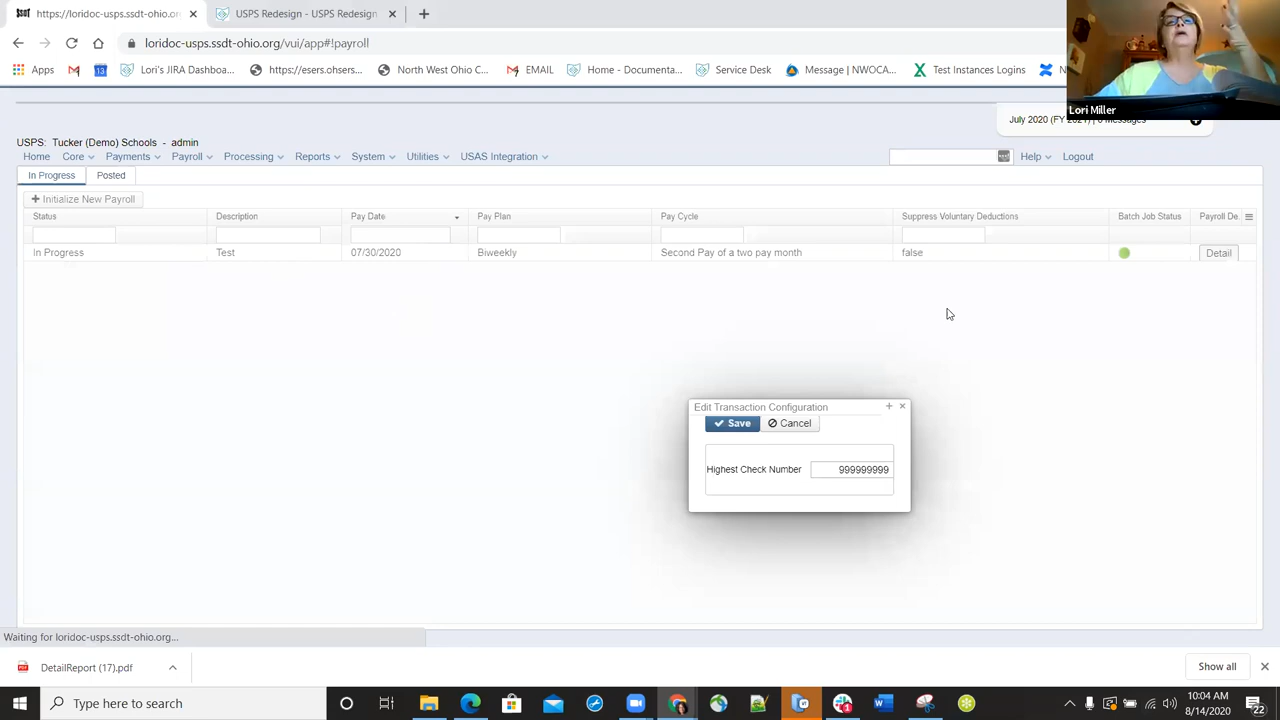 SSDT https://loridoc-usps.ssdt-ohio.or × USPS Redesign - USPS Redesign × +
loridoc-usps.ssdt-ohio.org/vui/app#!payroll
Apps Lori's JIRA Dashboa... https://esers.ohsers... North West Ohio C... EMAIL Home - Documenta... Service Desk Message | NWOCA... Test Instances Logins
Lori Miller
USPS: Tucker (Demo) Schools - admin
Home Core Payments Payroll Processing Reports System Utilities USAS Integration Help Logout
In Progress Posted
+ Initialize New Payroll
Status Description Pay Date Pay Plan Pay Cycle Suppress Voluntary Deductions Batch Job Status Payroll De
In Progress Test 07/30/2020 Biweekly Second Pay of a two pay month false Detail
Edit Transaction Configuration + ×
Save Cancel
Highest Check Number 999999999
Waiting for loridoc-usps.ssdt-ohio.org...
DetailReport (17).pdf Show all ×
Type here to search
10:04 AM
8/14/2020 22